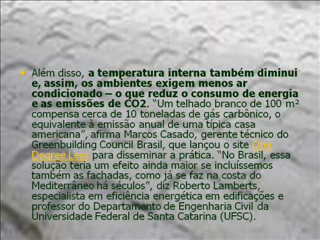 Além disso, a temperatura interna também diminui
e, assim, os ambientes exigem menos ar
condicionado – o que reduz o consumo de energia
e as emissões de CO2. “Um telhado branco de 100 m²
compensa cerca de 10 toneladas de gás carbônico, o
equivalente à emissão anual de uma típica casa
americana”, afirma Marcos Casado, gerente técnico do
Greenbuilding Council Brasil, que lançou o site One
Degree Less para disseminar a prática. “No Brasil, essa
solução teria um efeito ainda maior se incluíssemos
também as fachadas, como já se faz na costa do
Mediterrâneo há séculos”, diz Roberto Lamberts,
especialista em eficiência energética em edificações e
professor do Departamento de Engenharia Civil da
Universidade Federal de Santa Catarina (UFSC).